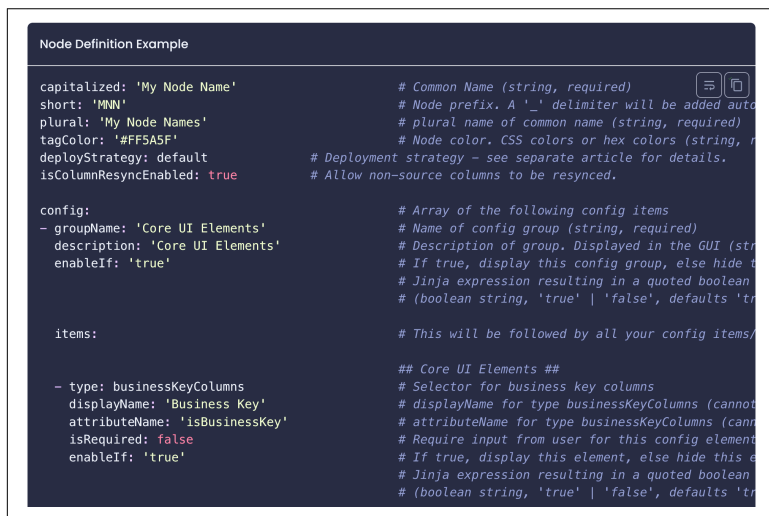 Node Definition Example
capitalized: 'My Node Name' # Common Name (string, required)
short: 'MNN' # Node prefix. A '_' delimiter will be added
plural: 'My Node Names' # plural name of common name (string, required)
tagColor: '#FF5A5F' # Node color. CSS colors or hex colors (string,
deployStrategy: default # Deployment strategy – see separate article for details.
isColumnResyncEnabled: true # Allow non-source columns to be resynced.
config: # Array of the following config items
- groupName: 'Core UI Elements' # Name of config group (string, required)
description: 'Core UI Elements' # Description of group. Displayed in the GUI
enableIf: 'true' # If true, display this config group, else hide
# Jinja expression resulting in a quoted boolean
# (boolean string, 'true' | 'false', defaults
items: # This will be followed by all your config items/
## Core UI Elements ##
- type: businessKeyColumns # Selector for business key columns
displayName: 'Business Key' # displayName for type businessKeyColumns
attributeName: 'isBusinessKey' # attributeName for type businessKeyColumns
isRequired: false # Require input from user for this config element
enableIf: 'true' # If true, display this element, else hide this
# Jinja expression resulting in a quoted boolean
# (boolean string, 'true' | 'false', defaults